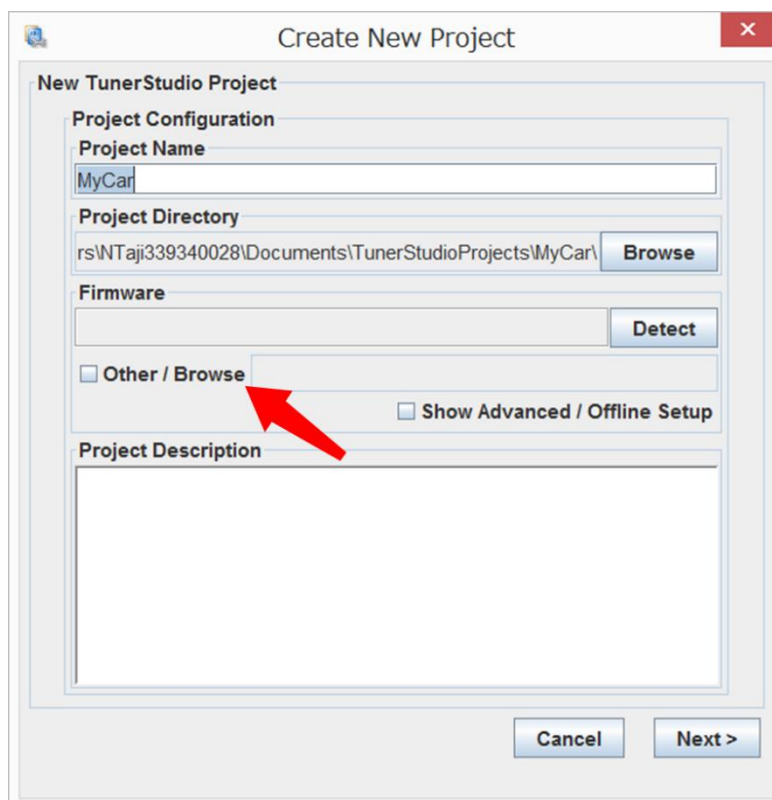 Create New Project
New TunerStudio Project
Project Configuration
Project Name
MyCar
Project Directory
rs\NTaji339340028\Documents\TunerStudioProjects\MyCar\ Browse
Firmware
Detect
Other / Browse
Show Advanced / Offline Setup
Project Description
Cancel Next >